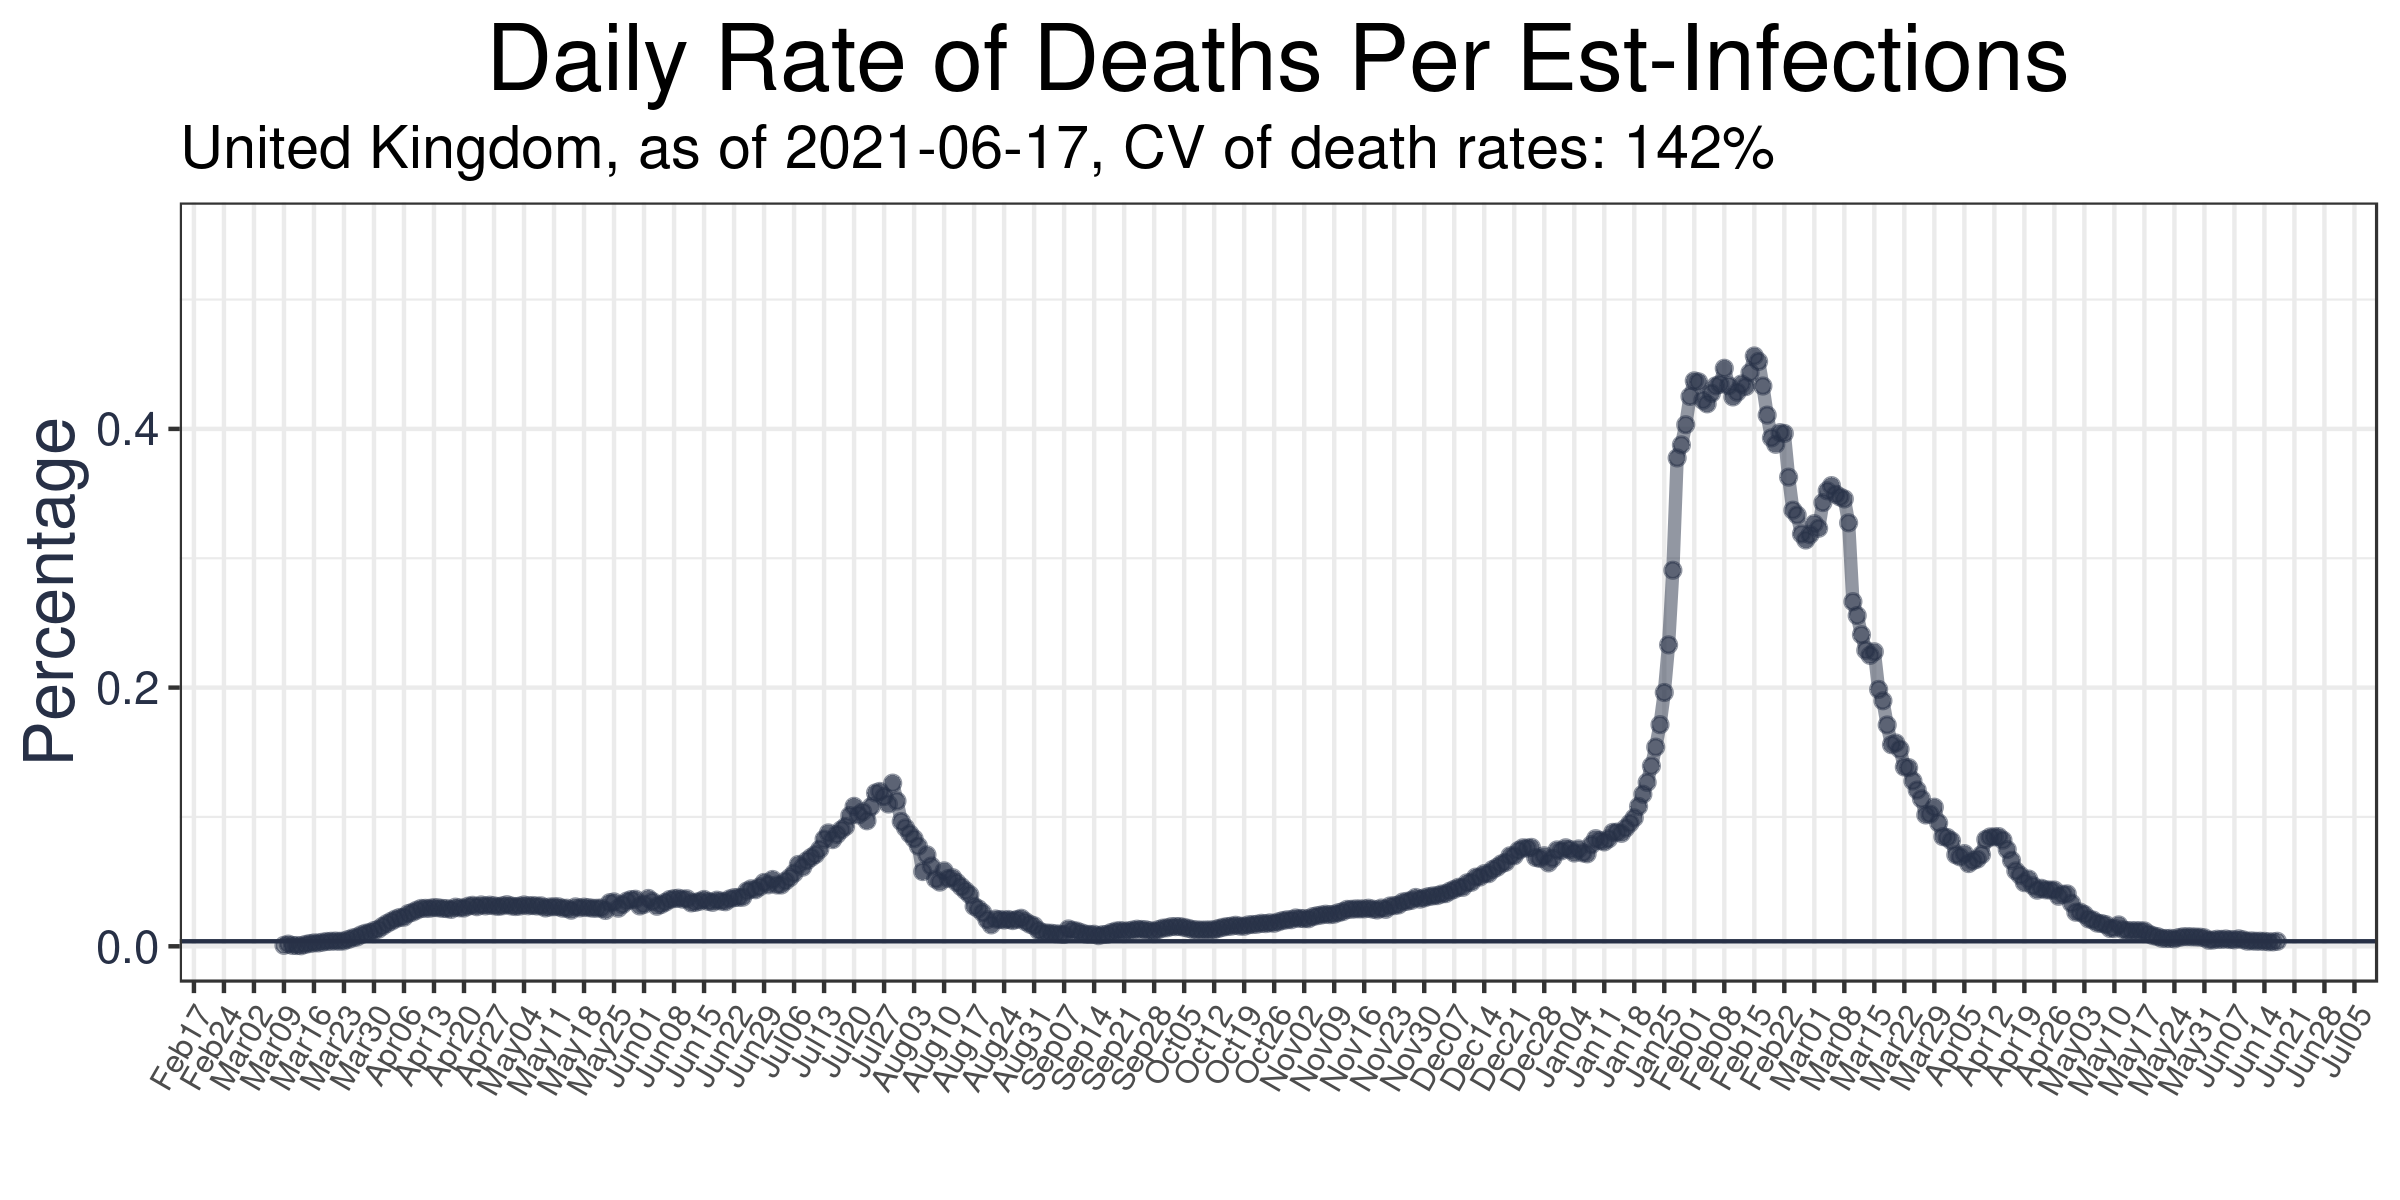 Daily Rate of Deaths Per Est-Infections
United Kingdom, as of 2021-06-17, CV of death rates: 142%
Percentage
0.4
0.2
0.0
Feb17
Feb24
Mar02
Mar09
Mar16
Mar23
Mar30
Apr06
Apr13
Apr20
Apr27
May04
May11
May18
May25
Jun01
Jun08
Jun15
Jun22
Jun29
Jul06
Jul13
Jul20
Jul27
Aug03
Aug10
Aug17
Aug24
Aug31
Sep07
Sep14
Sep21
Sep28
Oct05
Oct12
Oct19
Oct26
Nov02
Nov09
Nov16
Nov23
Nov30
Dec07
Dec14
Dec21
Dec28
Jan04
Jan11
Jan18
Jan25
Feb01
Feb08
Feb15
Feb22
Mar01
Mar08
Mar15
Mar22
Mar29
Apr05
Apr12
Apr19
Apr26
May03
May10
May17
May24
May31
Jun07
Jun14
Jun21
Jun28
Jul05